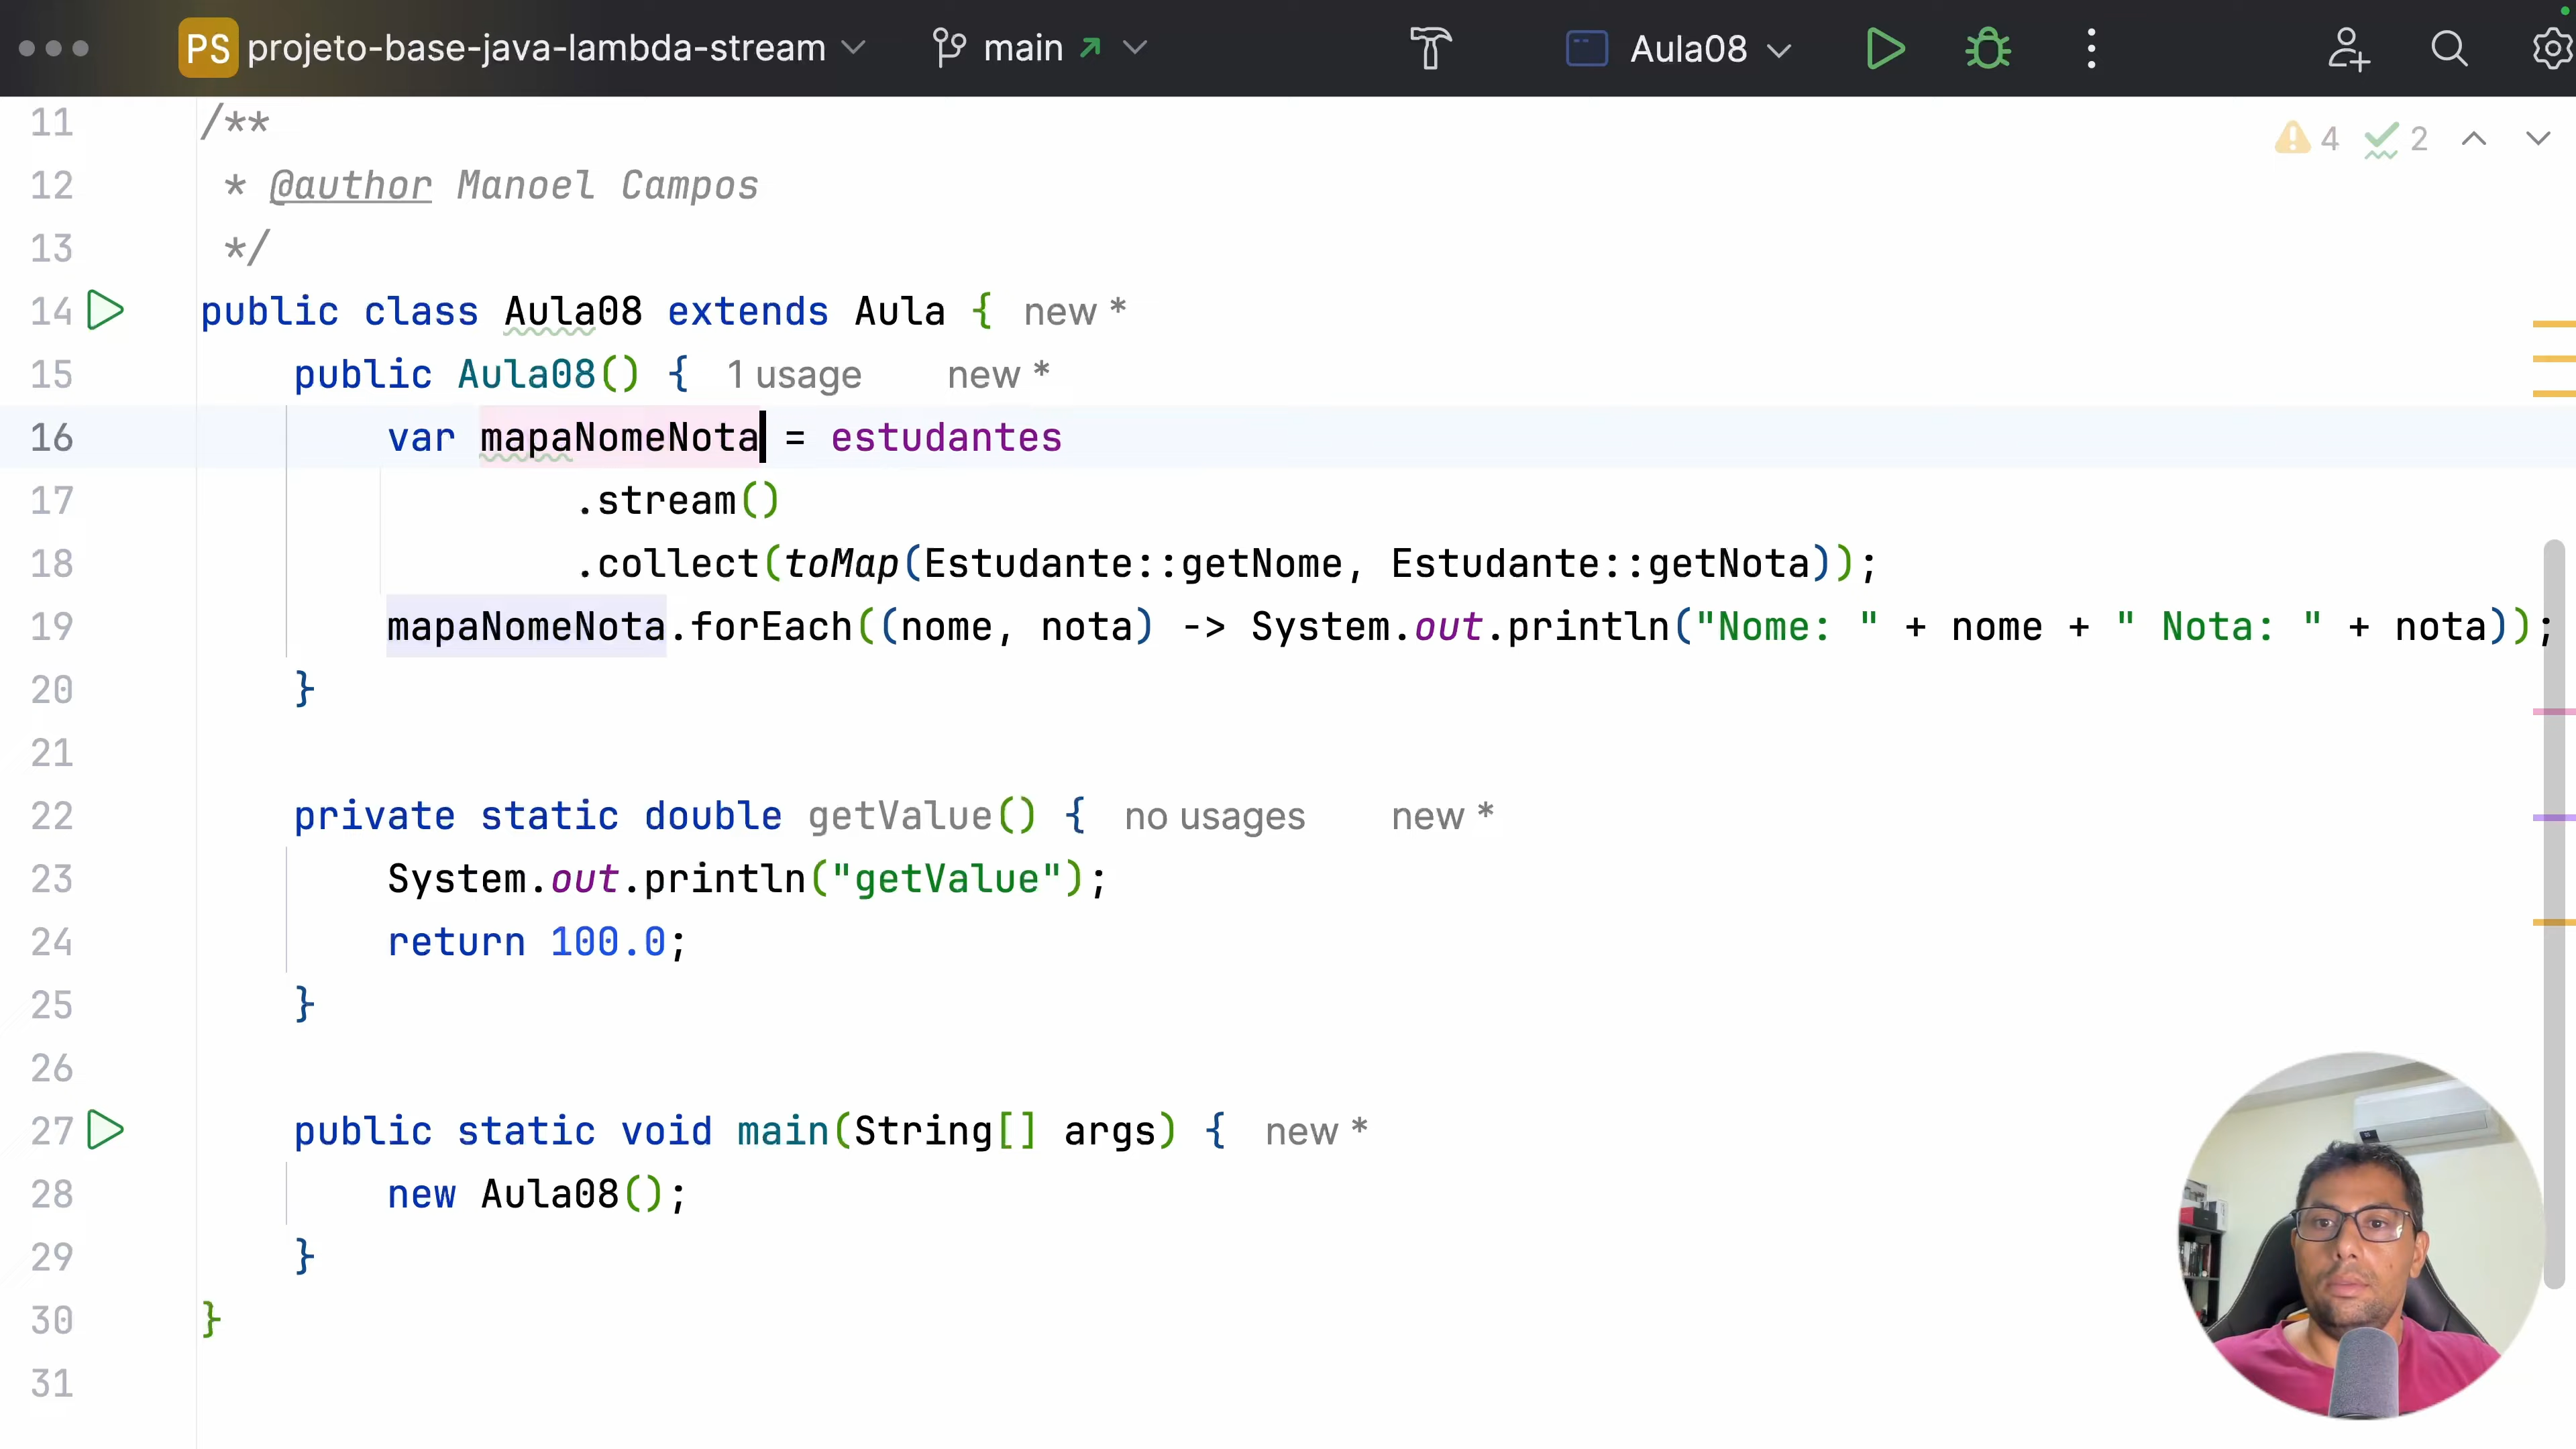 PS projeto-base-java-lambda-stream main Aula08
4 2
11 /**
12 * @author Manoel Campos
13 */
14 public class Aula08 extends Aula { new *
15 public Aula08() { 1 usage new *
16 var mapaNomeNota = estudantes
17 .stream()
18 .collect(toMap(Estudante::getNome, Estudante::getNota));
19 mapaNomeNota.forEach((nome, nota) -> System.out.println("Nome: " + nome + " Nota: " + nota));
20 }
21
22 private static double getValue() { no usages new *
23 System.out.println("getValue");
24 return 100.0;
25 }
26
27 public static void main(String[] args) { new *
28 new Aula08();
29 }
30 }
31